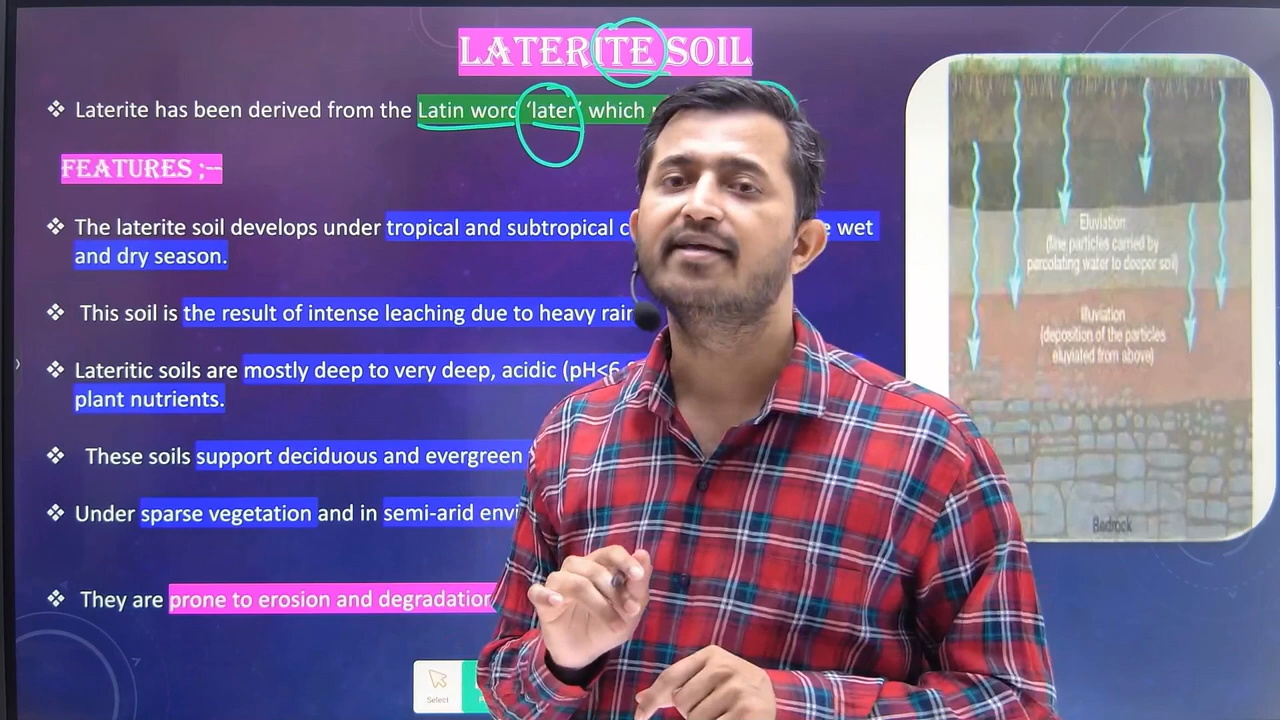 LATERITE SOIL
❖ Laterite has been derived from the Latin word 'later' which
FEATURES ;--
❖ The laterite soil develops under tropical and subtropical wet
and dry season.
❖ This soil is the result of intense leaching due to heavy
❖ Lateritic soils are mostly deep to very deep, acidic (pH<6
plant nutrients.
❖ These soils support deciduous and evergreen
❖ Under sparse vegetation and in semi-arid
❖ They are prone to erosion and degradation
Eluviation
(fine particles carried by
percolating water to deeper soil)
Illuviation
(deposition of the particles
eluviated from above)
Bedrock
Select